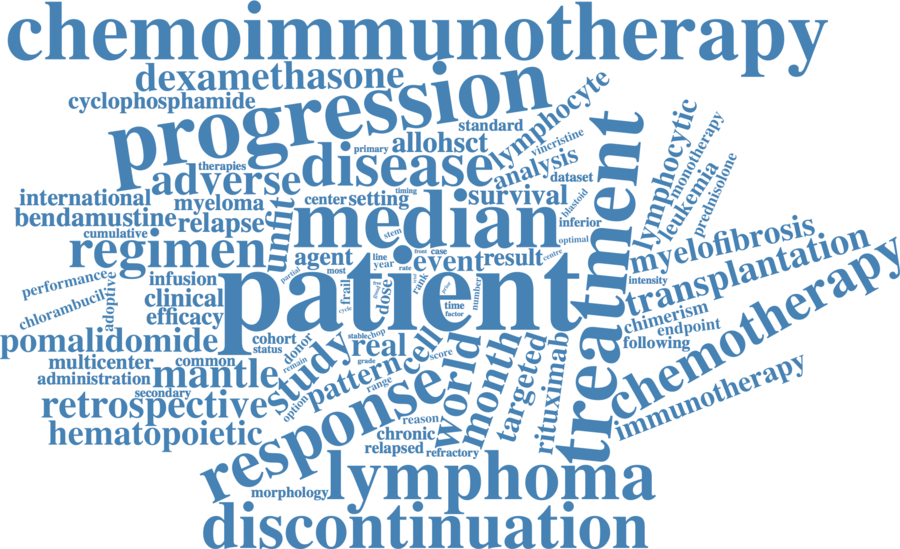 chemoimmunotherapy
dexamethasone
cyclophosphamide
progression
lymphocyte
standard
vincristine
primary
allohsct
therapies
disease
analysis
dataset
adverse
treatment
lymphocytic
monotherapy
leukemia
prednisolone
international
myeloma
center
setting
timing
survival
blastoid
bendamustine
relapse
unfit
median
inferior
cumulative
stem
optimal
regimen
agent
most
line
year
front
case
event
result
centre
myelofibrosis
partial
rate
rank
performance
infusion
patient
intensity
transplantation
chlorambucil
adoptive
clinical
frail
dose
number
time
factor
efficacy
cycle
chimerism
endpoint
following
chemotherapy
pomalidomide
cohort
status
donor
stable
chop
cell
score
real
study
multicenter
common
remain
grade
pattern
range
world
month
targeted
rituximab
administration
mantle
secondary
option
immunotherapy
retrospective
response
reason
hematopoietic
chronic
relapsed
refractory
morphology
lymphoma
discontinuation